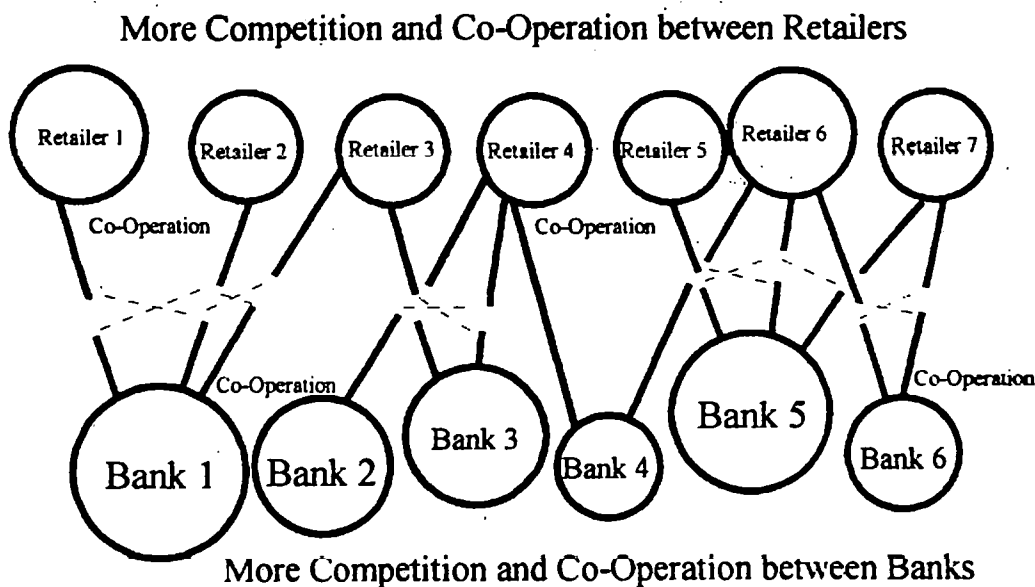 More Competition and Co-Operation between Retailers
Retailer 1
Retailer 2
Retailer 3
Retailer 4
Retailer 5
Retailer 6
Retailer 7
Co-Operation
Co-Operation
Co-Operation
Co-Operation
Bank 1
Bank 2
Bank 3
Bank 4
Bank 5
Bank 6
More Competition and Co-Operation between Banks